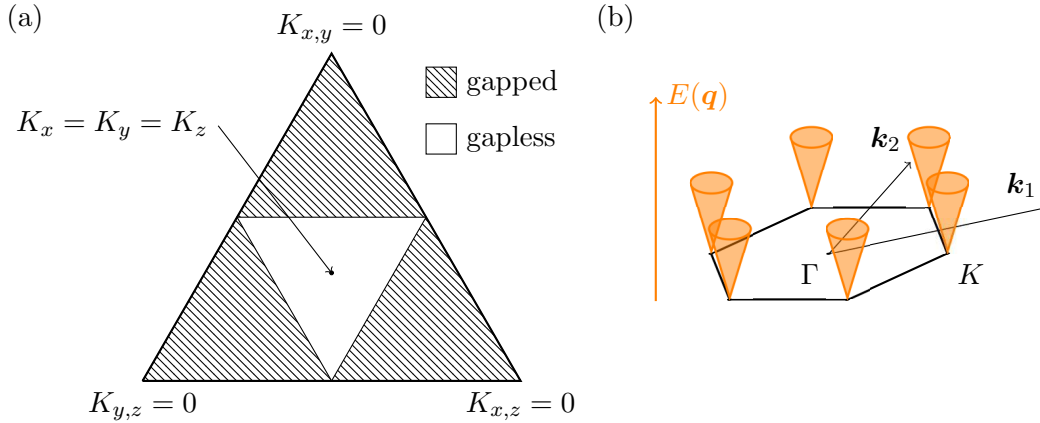 (a)
K_{x,y} = 0
gapped
gapless
K_x = K_y = K_z
K_{y,z} = 0
K_{x,z} = 0
(b)
E(q)
k_2
k_1
Γ
K